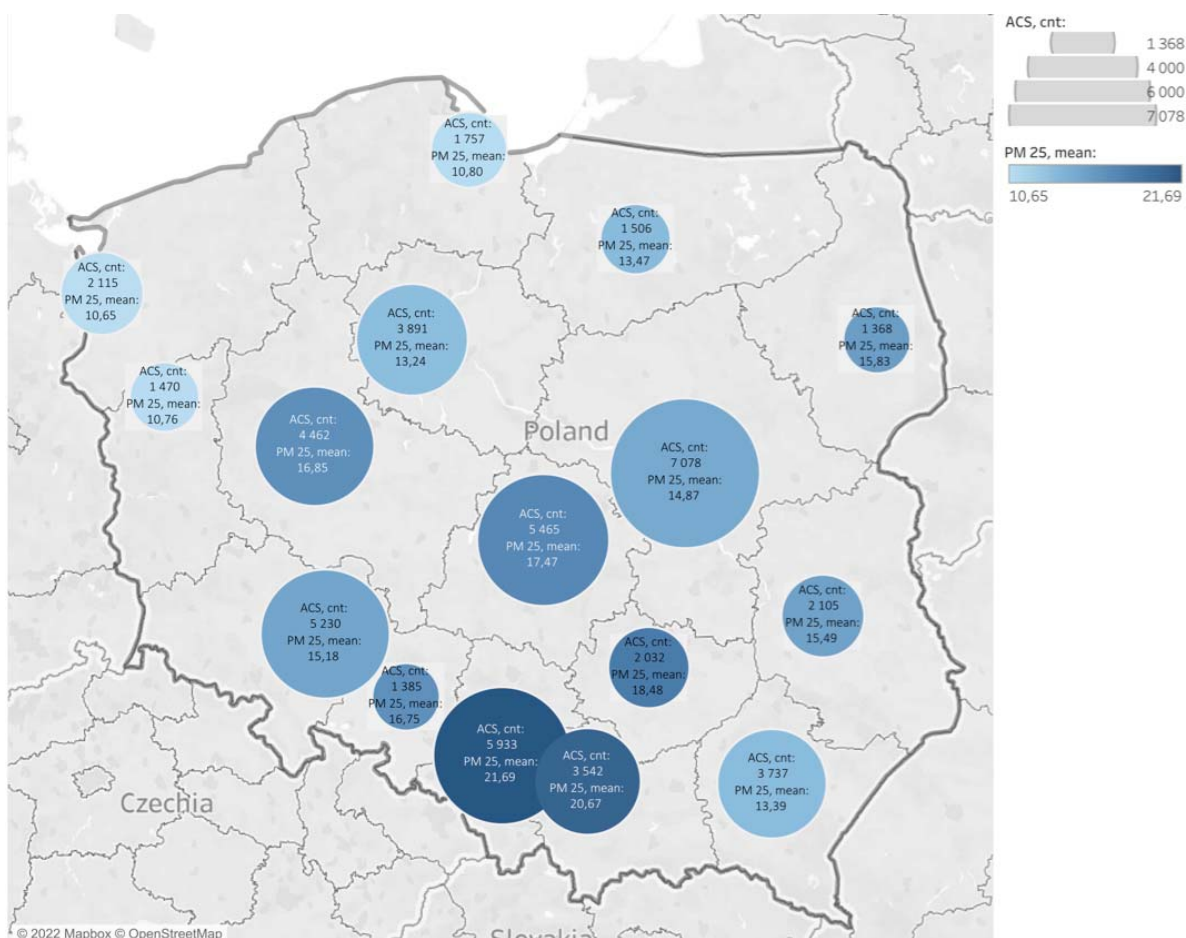 ACS, cnt:
1 368
4 000
6 000
7 078
PM 25, mean:
10,65 21,69
ACS, cnt:
1 757
PM 25, mean:
10,80
ACS, cnt:
1 506
PM 25, mean:
13,47
ACS, cnt:
2 115
PM 25, mean:
10,65
ACS, cnt:
3 891
PM 25, mean:
13,24
ACS, cnt:
1 368
PM 25, mean:
15,83
ACS, cnt:
1 470
PM 25, mean:
10,76
ACS, cnt:
4 462
PM 25, mean:
16,85
Poland
ACS, cnt:
7 078
PM 25, mean:
14,87
ACS, cnt:
5 465
PM 25, mean:
17,47
ACS, cnt:
5 230
PM 25, mean:
15,18
ACS, cnt:
2 105
PM 25, mean:
15,49
ACS, cnt:
2 032
PM 25, mean:
18,48
ACS, cnt:
1 385
PM 25, mean:
16,75
ACS, cnt:
5 933
PM 25, mean:
21,69
ACS, cnt:
3 542
PM 25, mean:
20,67
ACS, cnt:
3 737
PM 25, mean:
13,39
Czechia
Slovakia
© 2022 Mapbox © OpenStreetMap